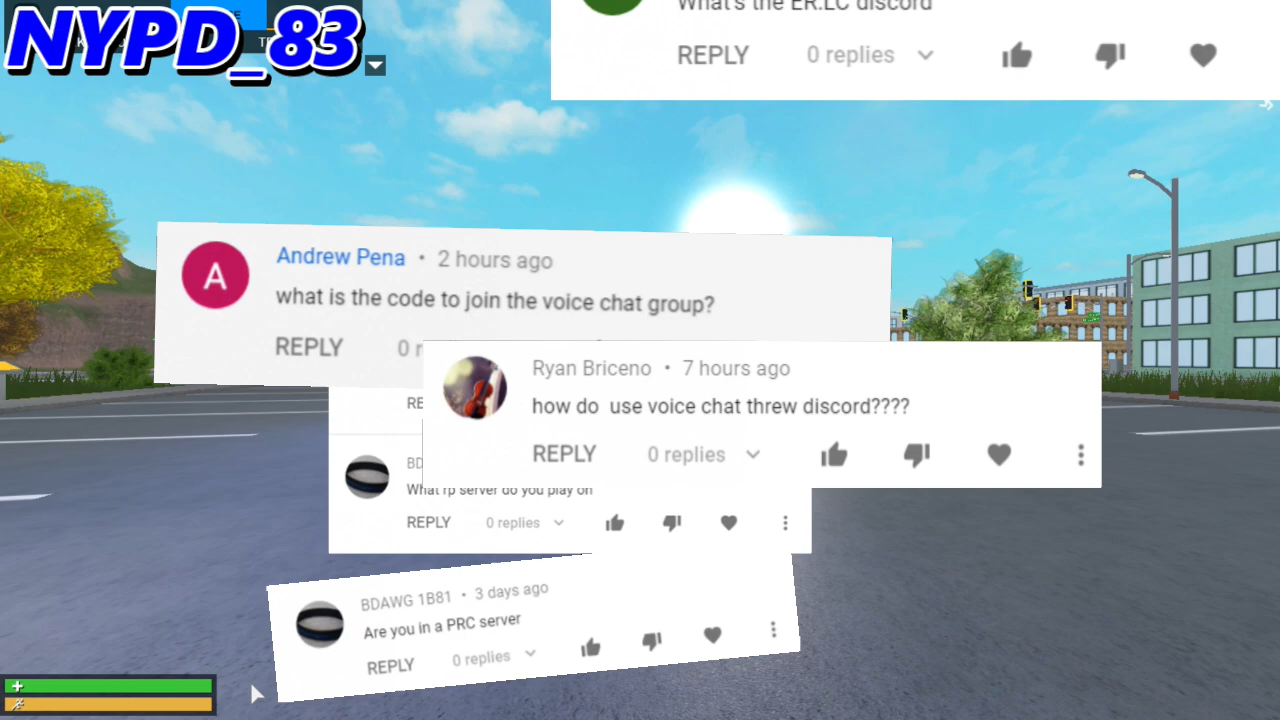 NYPD_83
What's the ER:LC discord
REPLY 0 replies
Andrew Pena • 2 hours ago
what is the code to join the voice chat group?
REPLY 0 r
Ryan Briceno • 7 hours ago
how do use voice chat threw discord????
REPLY 0 replies
RE
BD
What rp server do you play on
REPLY 0 replies
BDAWG 1B81 • 3 days ago
Are you in a PRC server
REPLY 0 replies